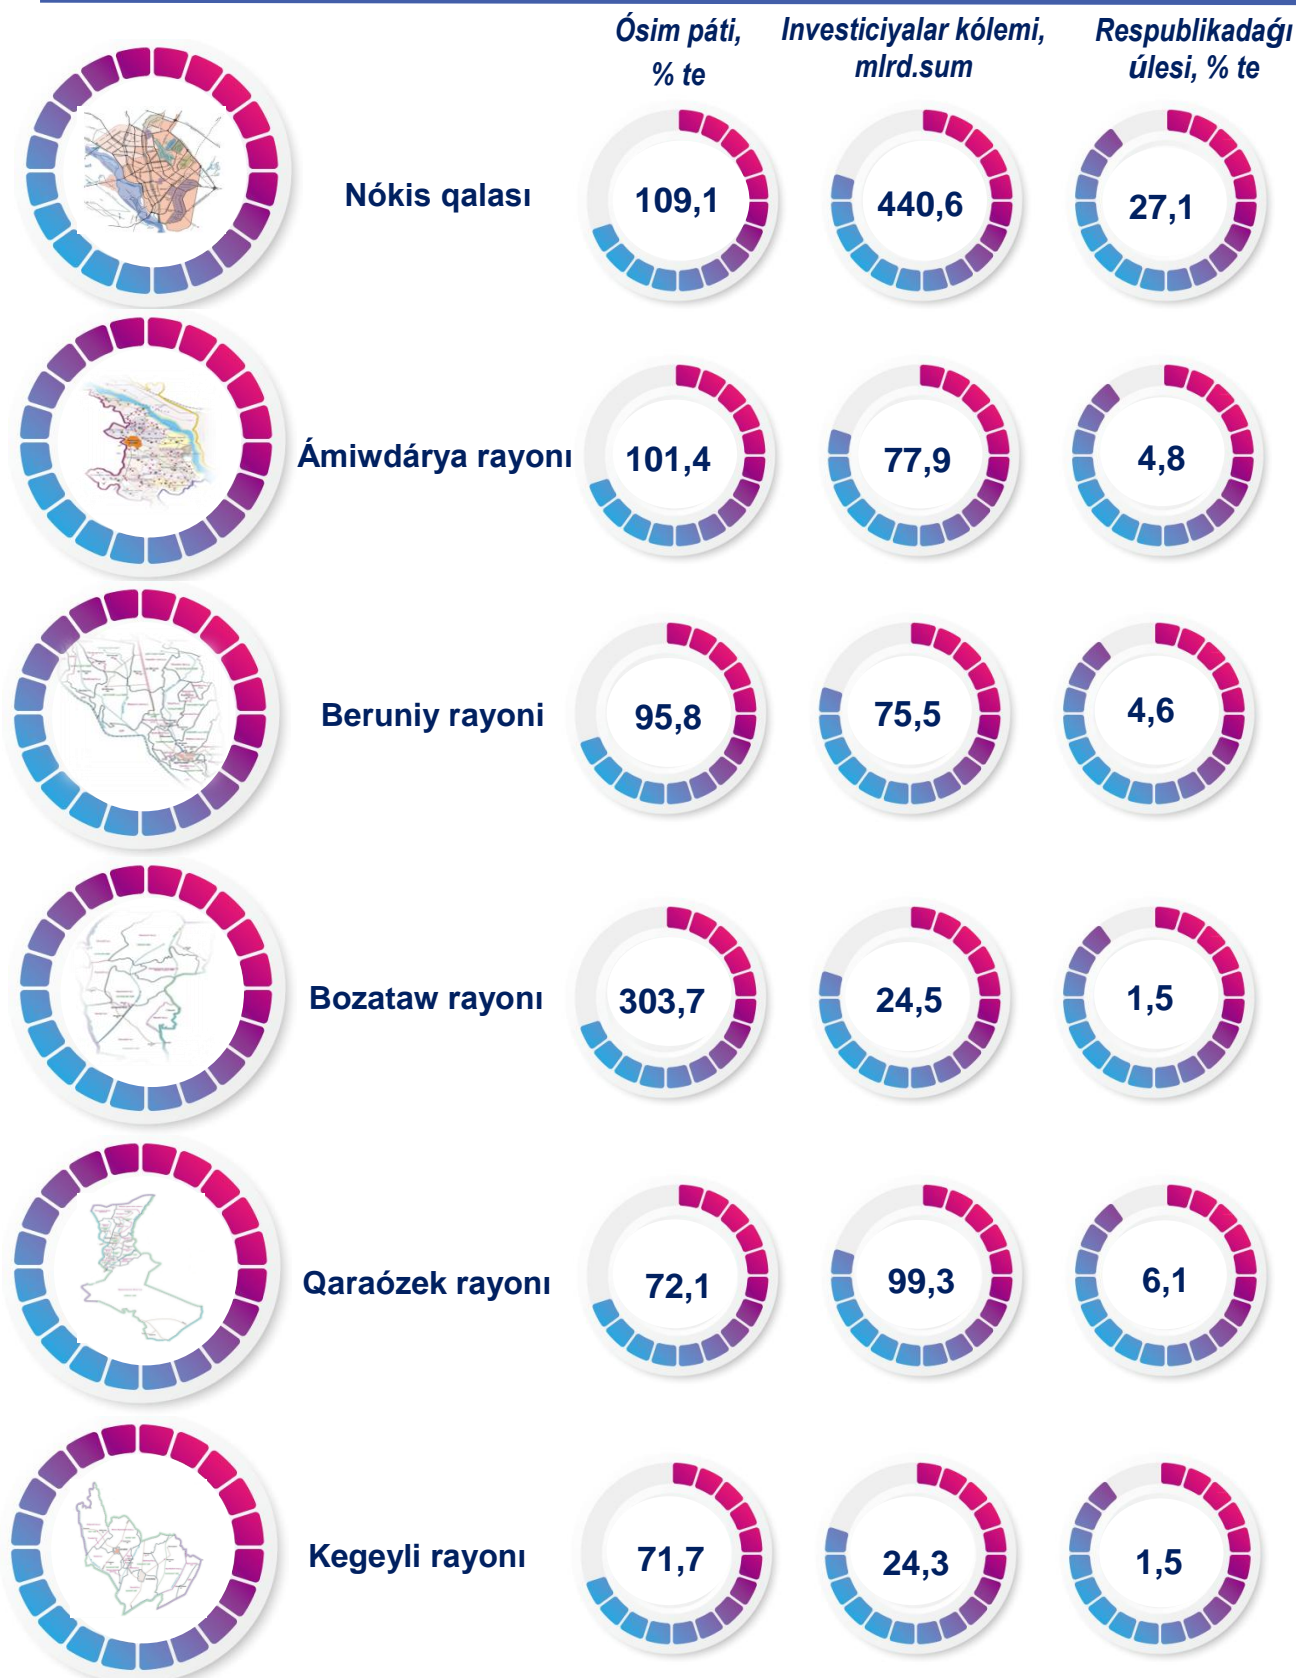 Ósim páti,
% te
Investiciyalar kólemi,
mlrd.sum
Respublikadaǵı
úlesi, % te
Nókis qalası
109,1
440,6
27,1
Ámiwdárya rayonı
101,4
77,9
4,8
Beruniy rayoni
95,8
75,5
4,6
Bozataw rayonı
303,7
24,5
1,5
Qaraózek rayonı
72,1
99,3
6,1
Kegeyli rayonı
71,7
24,3
1,5